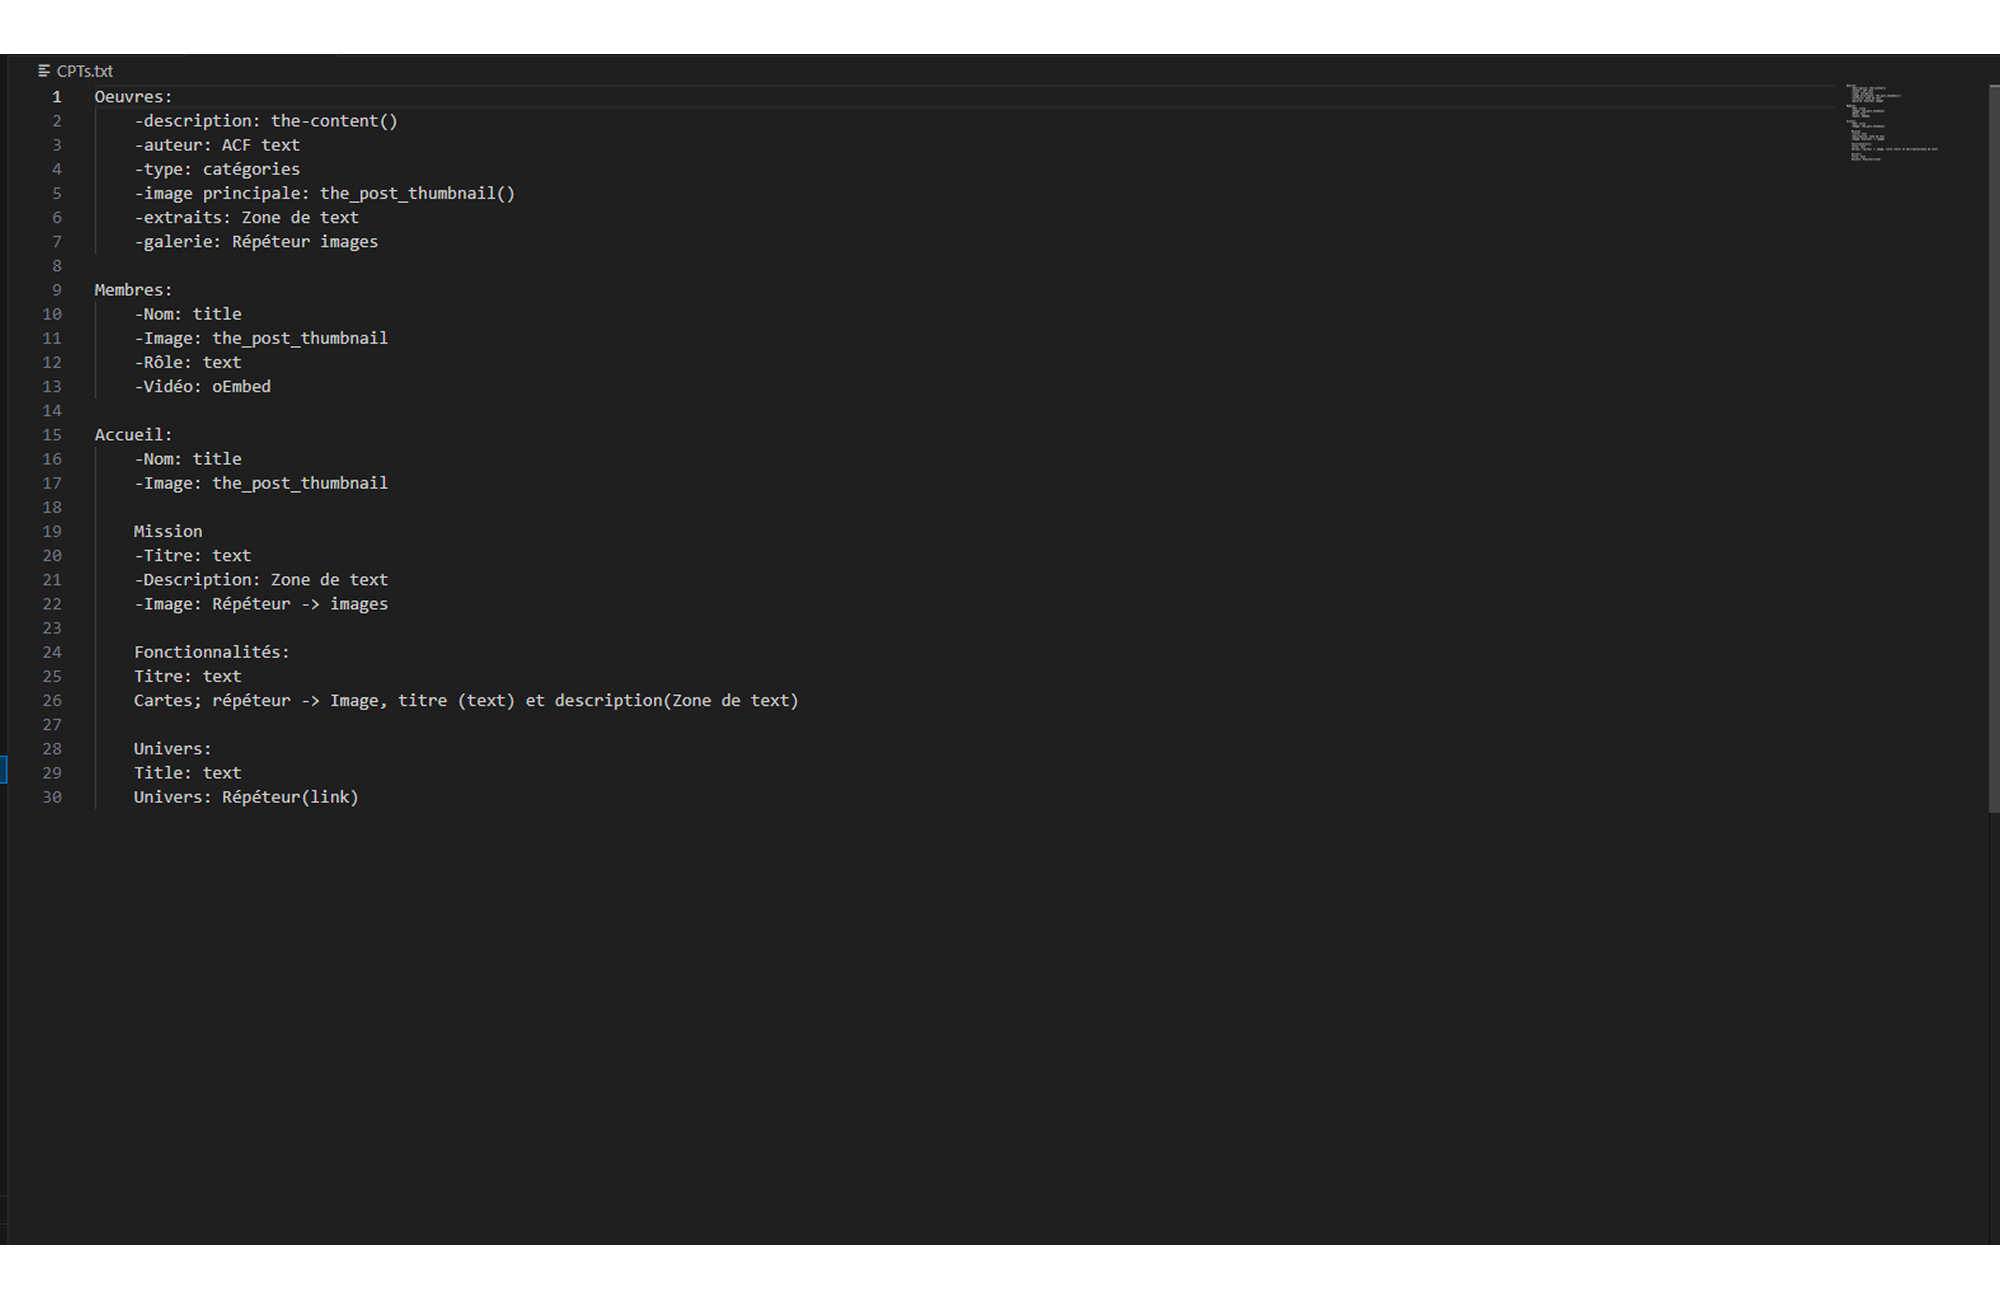 CPTs.txt
1 Oeuvres:
2 -description: the-content()
3 -auteur: ACF text
4 -type: catégories
5 -image principale: the_post_thumbnail()
6 -extraits: Zone de text
7 -galerie: Répéteur images
8
9 Membres:
10 -Nom: title
11 -Image: the_post_thumbnail
12 -Rôle: text
13 -Vidéo: oEmbed
14
15 Accueil:
16 -Nom: title
17 -Image: the_post_thumbnail
18
19 Mission
20 -Titre: text
21 -Description: Zone de text
22 -Image: Répéteur -> images
23
24 Fonctionnalités:
25 Titre: text
26 Cartes; répéteur -> Image, titre (text) et description(Zone de text)
27
28 Univers:
29 Title: text
30 Univers: Répéteur(link)